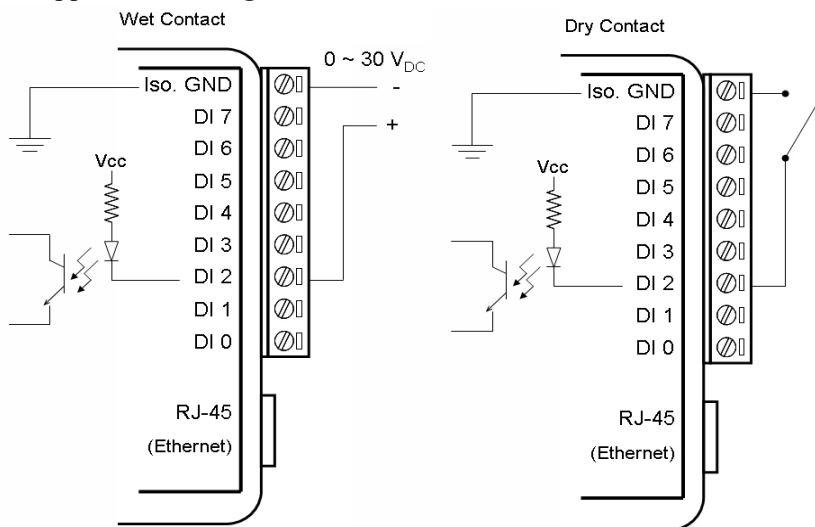 Wet Contact
0 ~ 30 VDC
Iso. GND
-
DI 7
+
DI 6
Vcc
DI 5
DI 4
DI 3
DI 2
DI 1
DI 0
RJ-45
(Ethernet)
Dry Contact
Iso. GND
DI 7
DI 6
Vcc
DI 5
DI 4
DI 3
DI 2
DI 1
DI 0
RJ-45
(Ethernet)